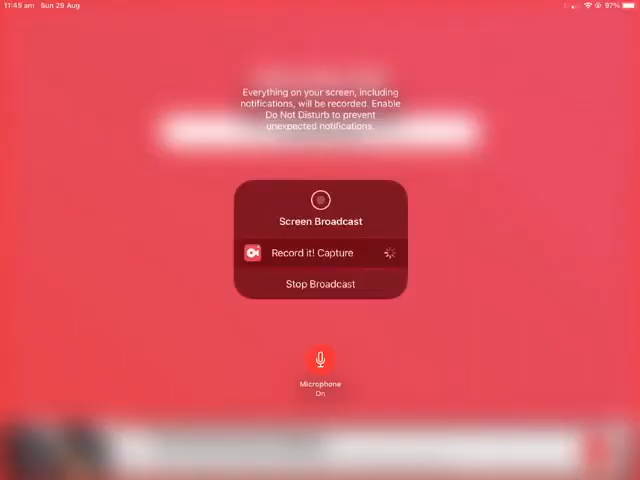 11:45 am Sun 29 Aug 97%
Everything on your screen, including
notifications, will be recorded. Enable
Do Not Disturb to prevent
unexpected notifications.
Screen Broadcast
Record it! Capture
Stop Broadcast
Microphone
On